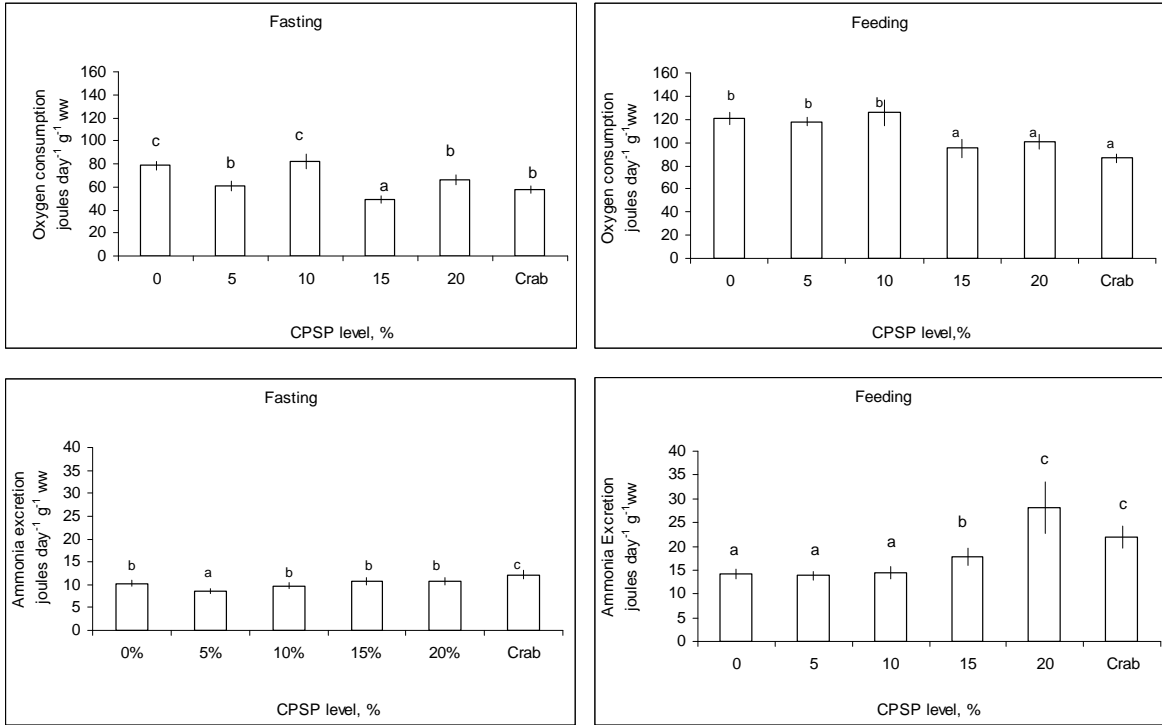 Fasting
Oxygen consumption
joules day-1 g-1 ww
160
140
120
100
80
60
40
20
0
c
b
c
a
b
b
0
5
10
15
20
Crab
CPSP level, %
Feeding
Oxygen consumption
joules day-1 g-1ww
160
140
120
100
80
60
40
20
0
b
b
b
a
a
a
0
5
10
15
20
Crab
CPSP level,%
Fasting
Ammonia excretion
joules day-1 g-1 ww
40
35
30
25
20
15
10
5
0
b
a
b
b
b
c
0%
5%
10%
15%
20%
Crab
CPSP level, %
Feeding
Ammonia Excretion
joules day-1 g-1ww
40
35
30
25
20
15
10
5
0
a
a
a
b
c
c
0
5
10
15
20
Crab
CPSP level, %